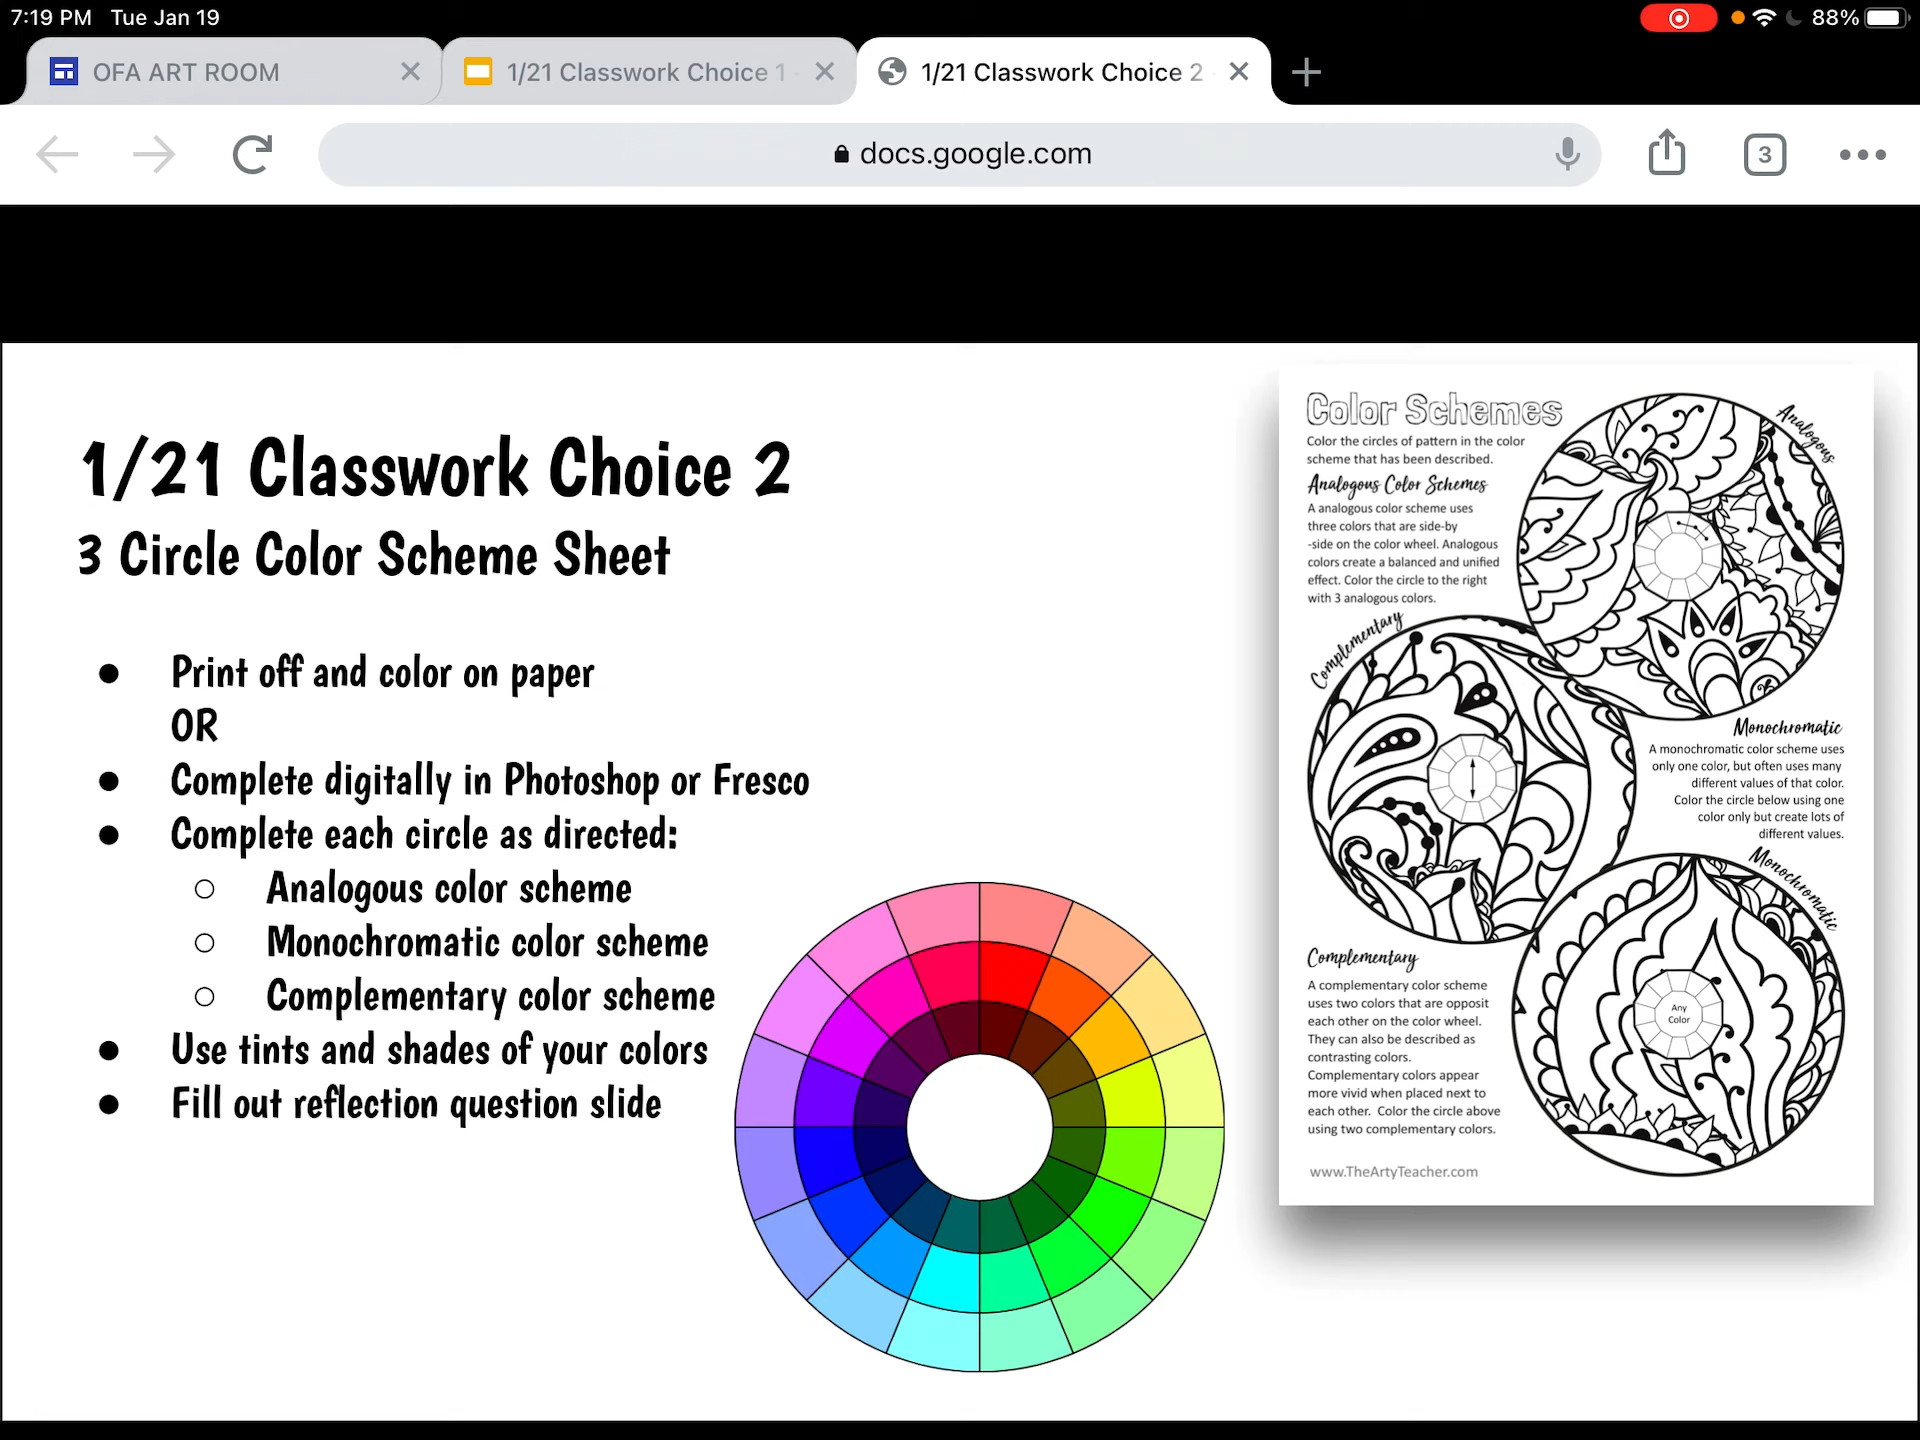 7:19 PM Tue Jan 19
88%
OFA ART ROOM
1/21 Classwork Choice 1 -
1/21 Classwork Choice 2
docs.google.com
3
1/21 Classwork Choice 2
3 Circle Color Scheme Sheet
● Print off and color on paper
OR
● Complete digitally in Photoshop or Fresco
● Complete each circle as directed:
○ Analogous color scheme
○ Monochromatic color scheme
○ Complementary color scheme
● Use tints and shades of your colors
● Fill out reflection question slide
Color Schemes
Color the circles of pattern in the color
scheme that has been described.
Analogous Color Schemes
A analogous color scheme uses
three colors that are side-by
-side on the color wheel. Analogous
colors create a balanced and unified
effect. Color the circle to the right
with 3 analogous colors.
Analogous
Complementary
Monochromatic
A monochromatic color scheme uses
only one color, but often uses many
different values of that color.
Color the circle below using one
color only but create lots of
different values.
Monochromatic
Any
Color
Complementary
A complementary color scheme
uses two colors that are opposit
each other on the color wheel.
They can also be described as
contrasting colors.
Complementary colors appear
more vivid when placed next to
each other. Color the circle above
using two complementary colors.
www.TheArtyTeacher.com